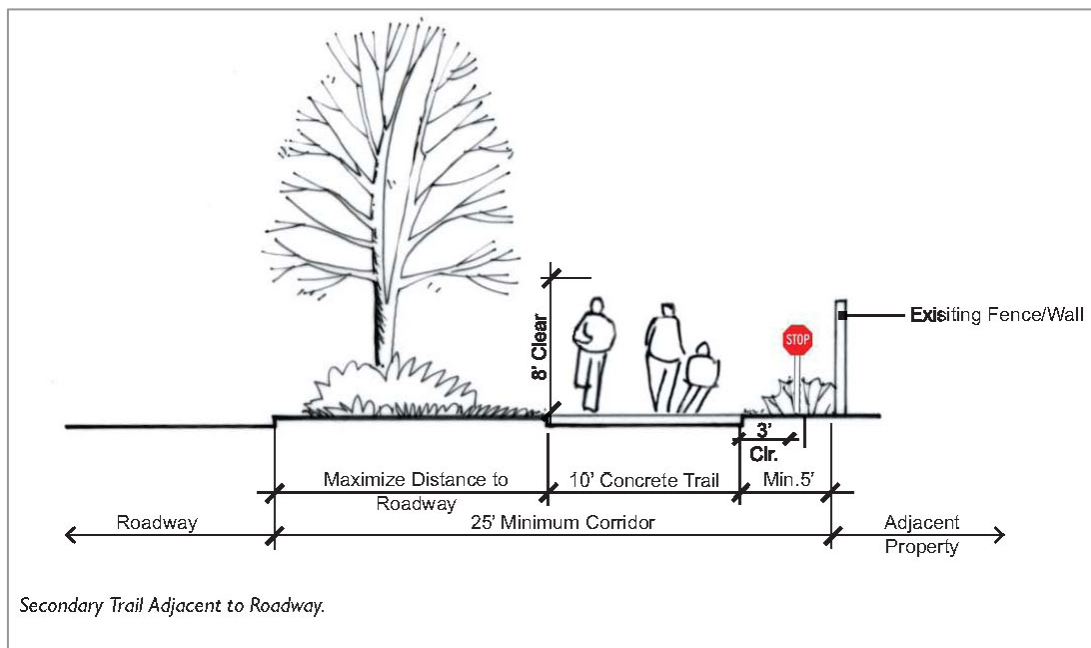 8’ Clear
STOP
Exisiting Fence/Wall
3’
Clr.
Maximize Distance to
Roadway
10’ Concrete Trail
Min.5’
Roadway
25’ Minimum Corridor
Adjacent
Property
Secondary Trail Adjacent to Roadway.